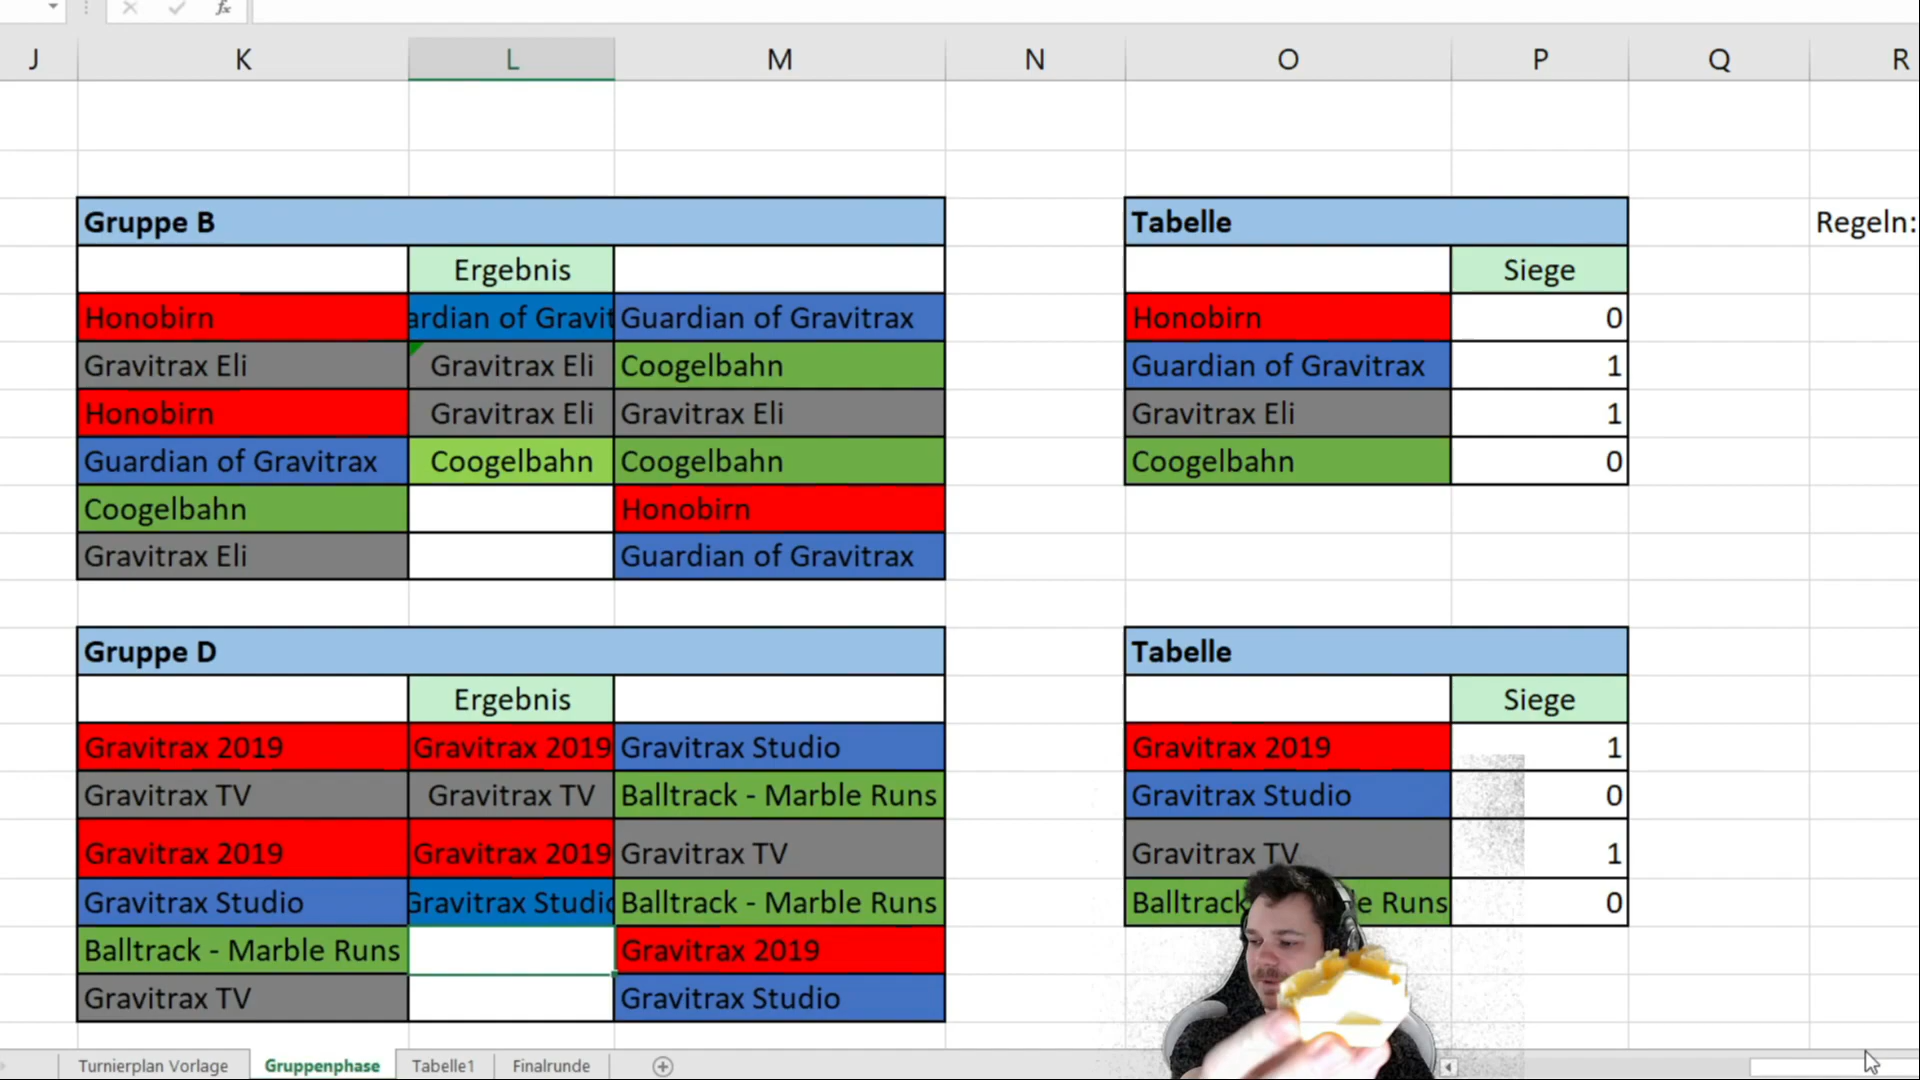 J K L M N O P Q R
Gruppe B Tabelle Regeln:
Ergebnis Siege
Honobirn ardian of Gravit Guardian of Gravitrax Honobirn 0
Gravitrax Eli Gravitrax Eli Coogelbahn Guardian of Gravitrax 1
Honobirn Gravitrax Eli Gravitrax Eli Gravitrax Eli 1
Guardian of Gravitrax Coogelbahn Coogelbahn Coogelbahn 0
Coogelbahn Honobirn
Gravitrax Eli Guardian of Gravitrax
Gruppe D Tabelle
Ergebnis Siege
Gravitrax 2019 Gravitrax 2019 Gravitrax Studio Gravitrax 2019 1
Gravitrax TV Gravitrax TV Balltrack - Marble Runs Gravitrax Studio 0
Gravitrax 2019 Gravitrax 2019 Gravitrax TV Gravitrax TV 1
Gravitrax Studio Gravitrax Studio Balltrack - Marble Runs Balltrack e Runs 0
Balltrack - Marble Runs Gravitrax 2019
Gravitrax TV Gravitrax Studio
Turnierplan Vorlage Gruppenphase Tabelle1 Finalrunde